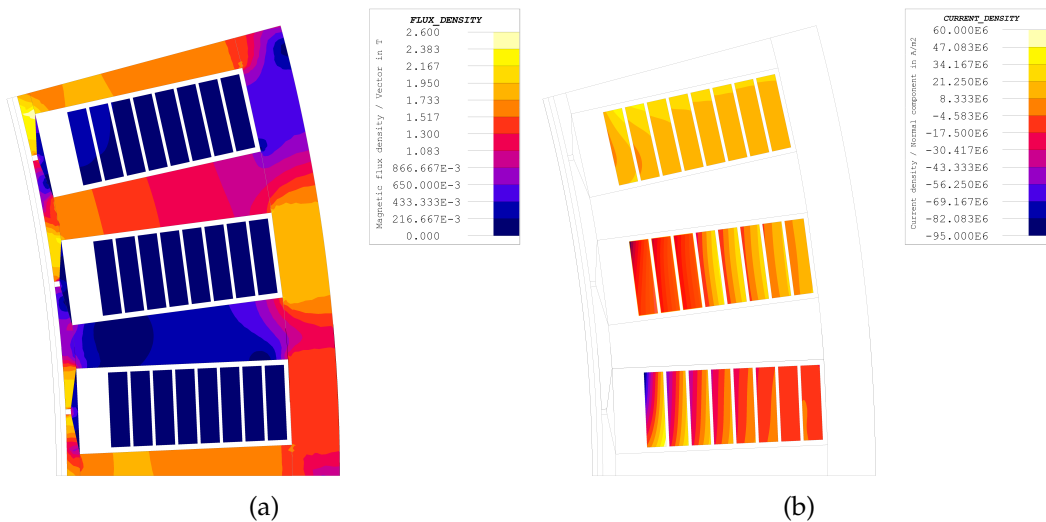 FLUX_DENSITY
2.600
2.383
2.167
1.950
1.733
1.517
1.300
1.083
866.667E-3
650.000E-3
433.333E-3
216.667E-3
0.000
Magnetic flux density / Vector in T
CURRENT_DENSITY
60.000E6
47.083E6
34.167E6
21.250E6
8.333E6
-4.583E6
-17.500E6
-30.417E6
-43.333E6
-56.250E6
-69.167E6
-82.083E6
-95.000E6
Current density / Normal component in A/m2
(a)
(b)